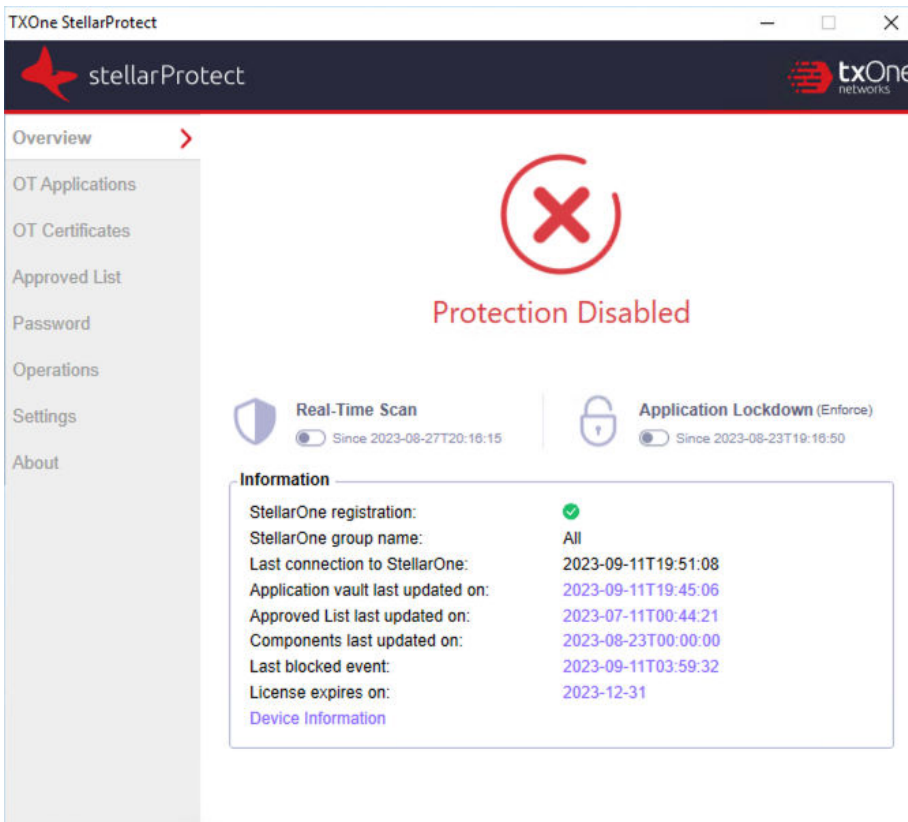 TXOne StellarProtect
stellarProtect
txOne
networks
Overview
OT Applications
OT Certificates
Approved List
Password
Operations
Settings
About
Protection Disabled
Real-Time Scan
Since 2023-08-27T20:16:15
Application Lockdown (Enforce)
Since 2023-08-23T19:16:50
Information
StellarOne registration:
StellarOne group name: All
Last connection to StellarOne: 2023-09-11T19:51:08
Application vault last updated on: 2023-09-11T19:45:06
Approved List last updated on: 2023-07-11T00:44:21
Components last updated on: 2023-08-23T00:00:00
Last blocked event: 2023-09-11T03:59:32
License expires on: 2023-12-31
Device Information